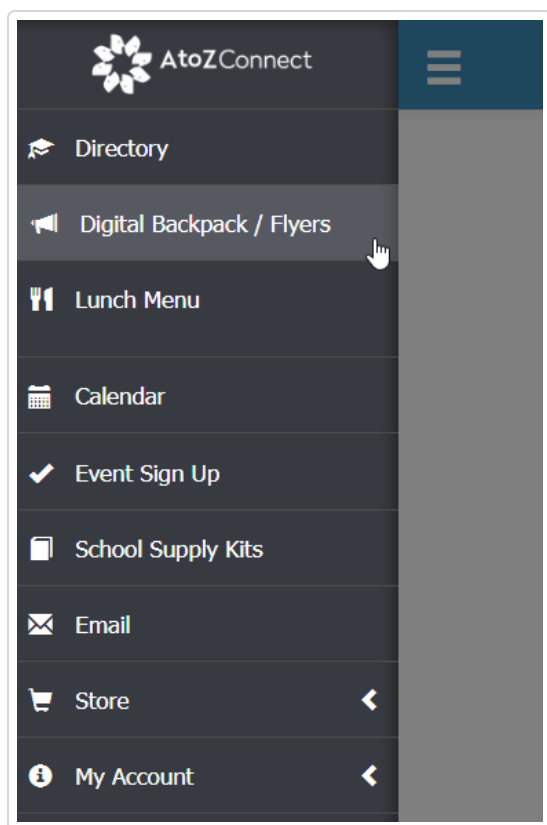 AtoZConnect
Directory
Digital Backpack / Flyers
Lunch Menu
Calendar
Event Sign Up
School Supply Kits
Email
Store
My Account